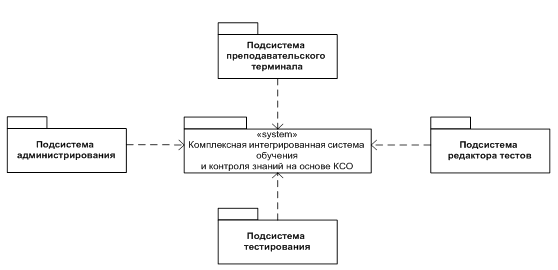 Подсистема
преподавательского
терминала
Подсистема
администрирования
«system»
Комплексная интегрированная система
обучения
и контроля знаний на основе КСО
Подсистема
редактора тестов
Подсистема
тестирования